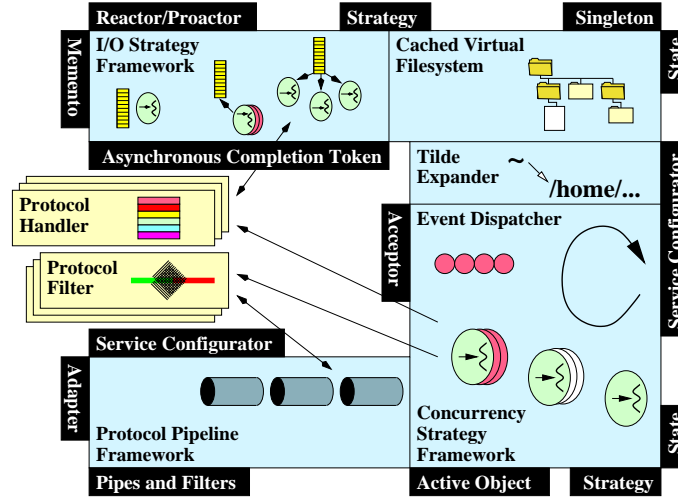 Reactor/Proactor
Strategy
Singleton
Memento
I/O Strategy
Framework
Cached Virtual
Filesystem
State
Asynchronous Completion Token
Tilde
Expander
~
/home/...
Protocol
Handler
Acceptor
Event Dispatcher
Service Configurator
Protocol
Filter
Service Configurator
Adapter
Protocol Pipeline
Framework
Concurrency
Strategy
Framework
State
Pipes and Filters
Active Object
Strategy